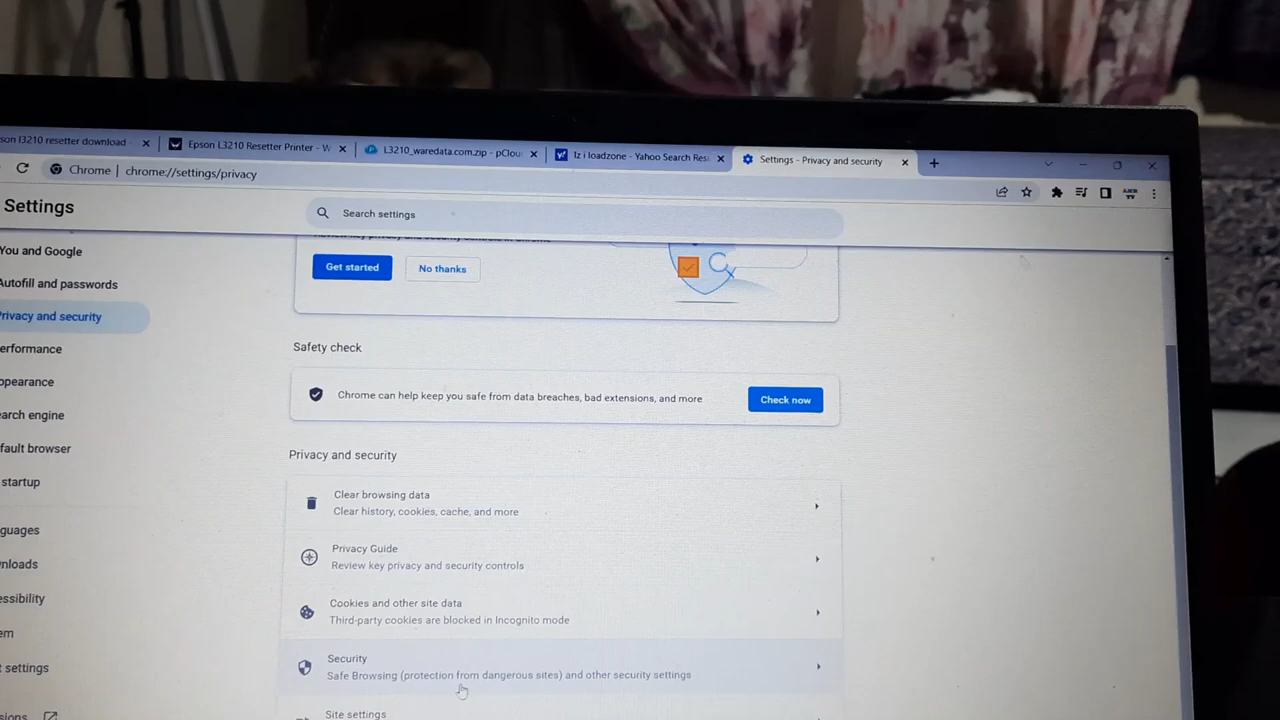 son l3210 resetter download
Epson L3210 Resetter Printer - W
L3210_waredata.com.zip - pClou
Iz i loadzone - Yahoo Search Res
Settings - Privacy and security
Chrome | chrome://settings/privacy
Settings
Search settings
You and Google
Autofill and passwords
Privacy and security
erformance
ppearance
earch engine
fault browser
startup
guages
wnloads
essibility
em
t settings
sions
Get started
No thanks
Safety check
Chrome can help keep you safe from data breaches, bad extensions, and more
Check now
Privacy and security
Clear browsing data
Clear history, cookies, cache, and more
Privacy Guide
Review key privacy and security controls
Cookies and other site data
Third-party cookies are blocked in Incognito mode
Security
Safe Browsing (protection from dangerous sites) and other security settings
Site settings